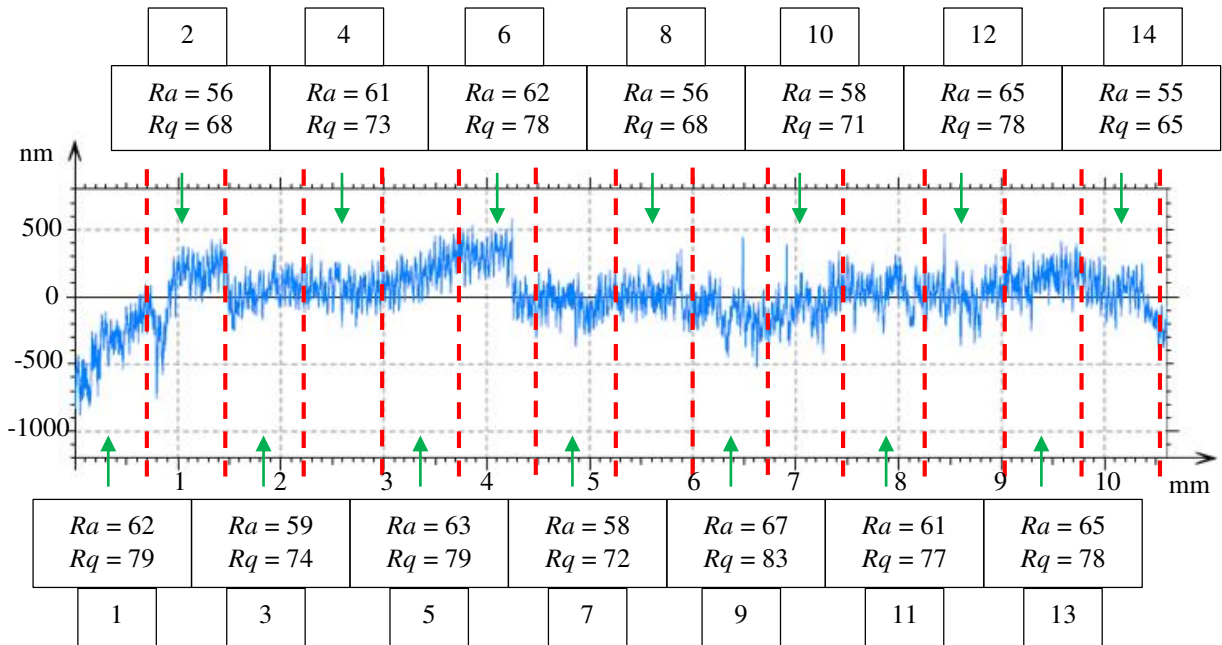 2 4 6 8 10 12 14
Ra = 56 Ra = 61 Ra = 62 Ra = 56 Ra = 58 Ra = 65 Ra = 55
Rq = 68 Rq = 73 Rq = 78 Rq = 68 Rq = 71 Rq = 78 Rq = 65
nm
500
0
-500
-1000
1 2 3 4 5 6 7 8 9 10 mm
Ra = 62 Ra = 59 Ra = 63 Ra = 58 Ra = 67 Ra = 61 Ra = 65
Rq = 79 Rq = 74 Rq = 79 Rq = 72 Rq = 83 Rq = 77 Rq = 78
1 3 5 7 9 11 13